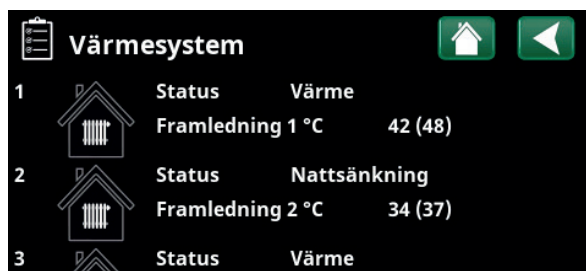 Värmesystem
1 Status Värme
Framledning 1 °C 42 (48)
2 Status Nattsänkning
Framledning 2 °C 34 (37)
3 Status Värme